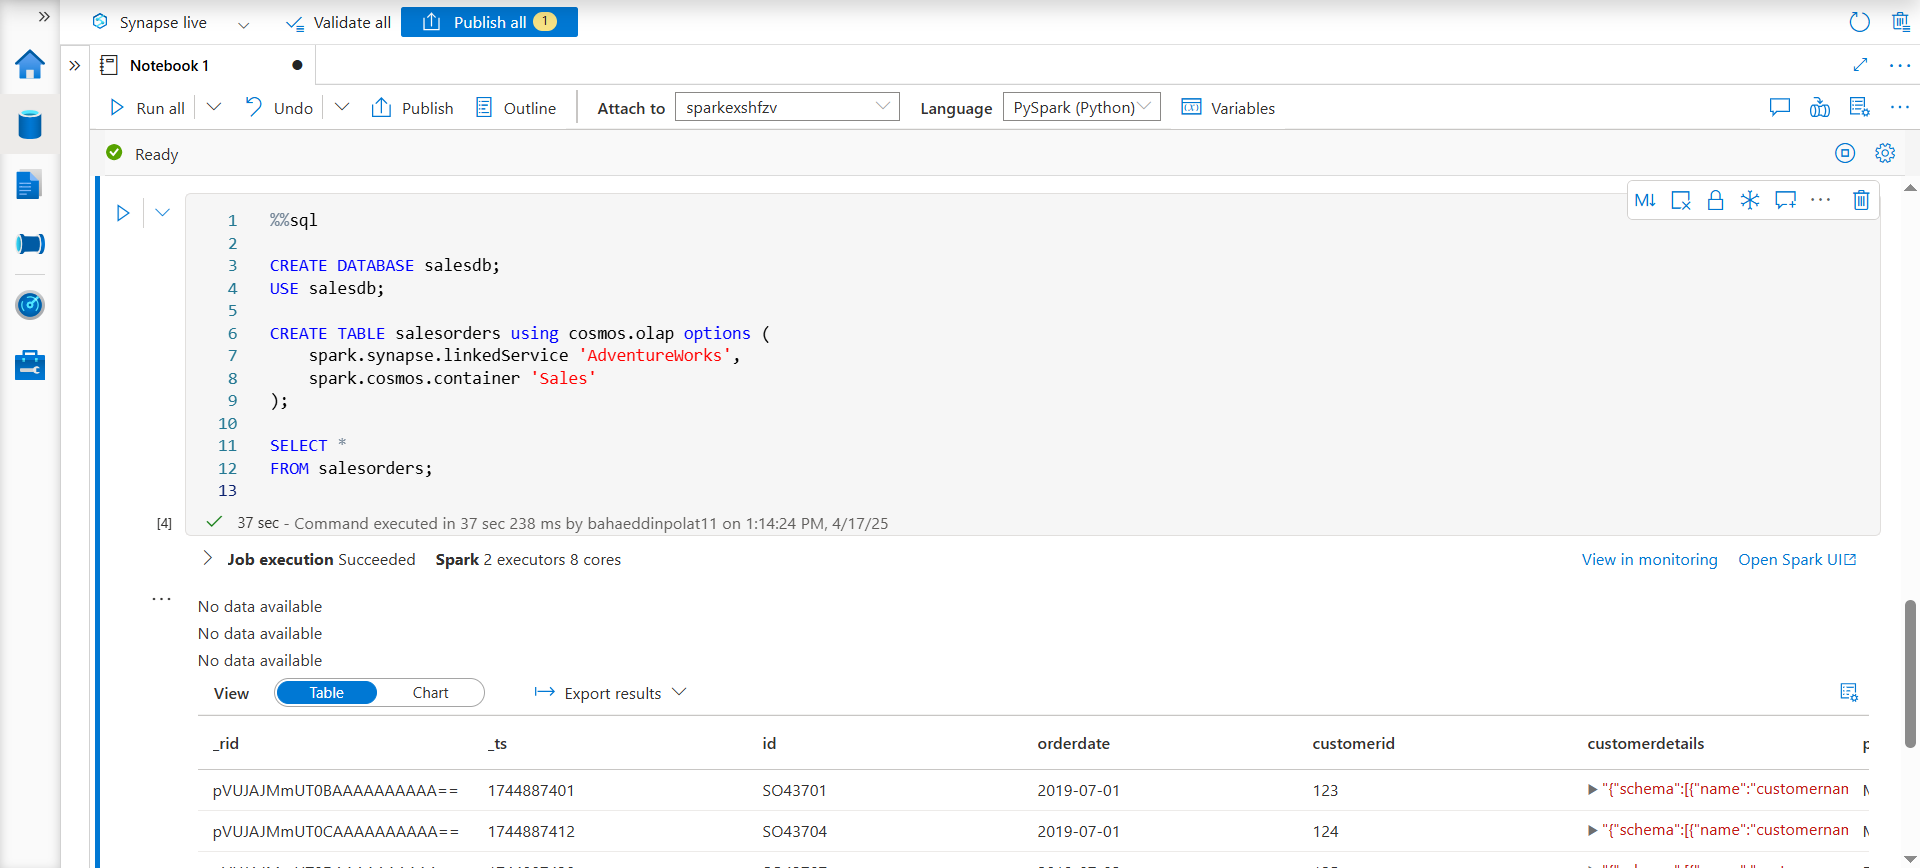 Synapse live
Validate all
Publish all 1
Notebook 1
Run all
Undo
Publish
Outline
Attach to
sparkexshfzv
Language
PySpark (Python)
Variables
Ready
M↓
1 %%sql
2
3 CREATE DATABASE salesdb;
4 USE salesdb;
5
6 CREATE TABLE salesorders using cosmos.olap options (
7 spark.synapse.linkedService 'AdventureWorks',
8 spark.cosmos.container 'Sales'
9 );
10
11 SELECT *
12 FROM salesorders;
13
[4] 37 sec - Command executed in 37 sec 238 ms by bahaeddinpolat11 on 1:14:24 PM, 4/17/25
Job execution Succeeded Spark 2 executors 8 cores
View in monitoring
Open Spark UI
No data available
No data available
No data available
View
Table
Chart
Export results
_rid _ts id orderdate customerid customerdetails
pVUJAJMmUT0BAAAAAAAAAA== 1744887401 SO43701 2019-07-01 123 "{"schema":[{"name":"customernam
pVUJAJMmUT0CAAAAAAAAAA== 1744887412 SO43704 2019-07-01 124 "{"schema":[{"name":"customernam